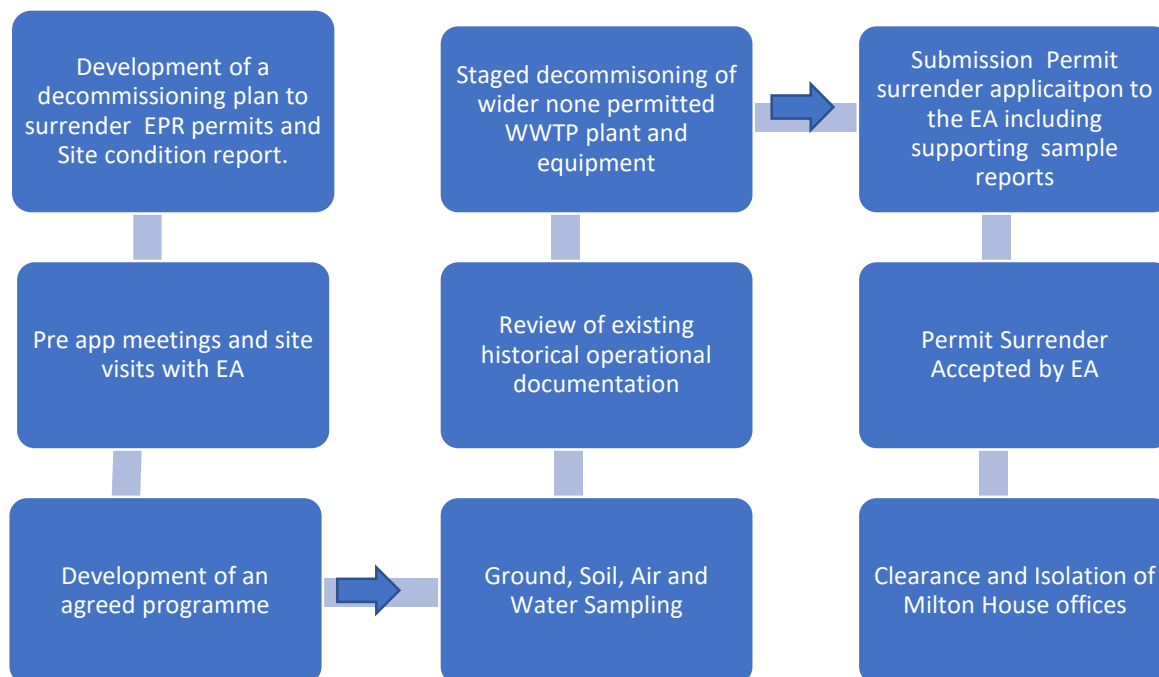 Development of a
decommissioning plan to
surrender EPR permits and
Site condition report.
Pre app meetings and site
visits with EA
Development of an
agreed programme
Ground, Soil, Air and
Water Sampling
Review of existing
historical operational
documentation
Staged decommisoning of
wider none permitted
WWTP plant and
equipment
Submission Permit
surrender applicaitpon to
the EA including
supporting sample
reports
Permit Surrender
Accepted by EA
Clearance and Isolation of
Milton House offices